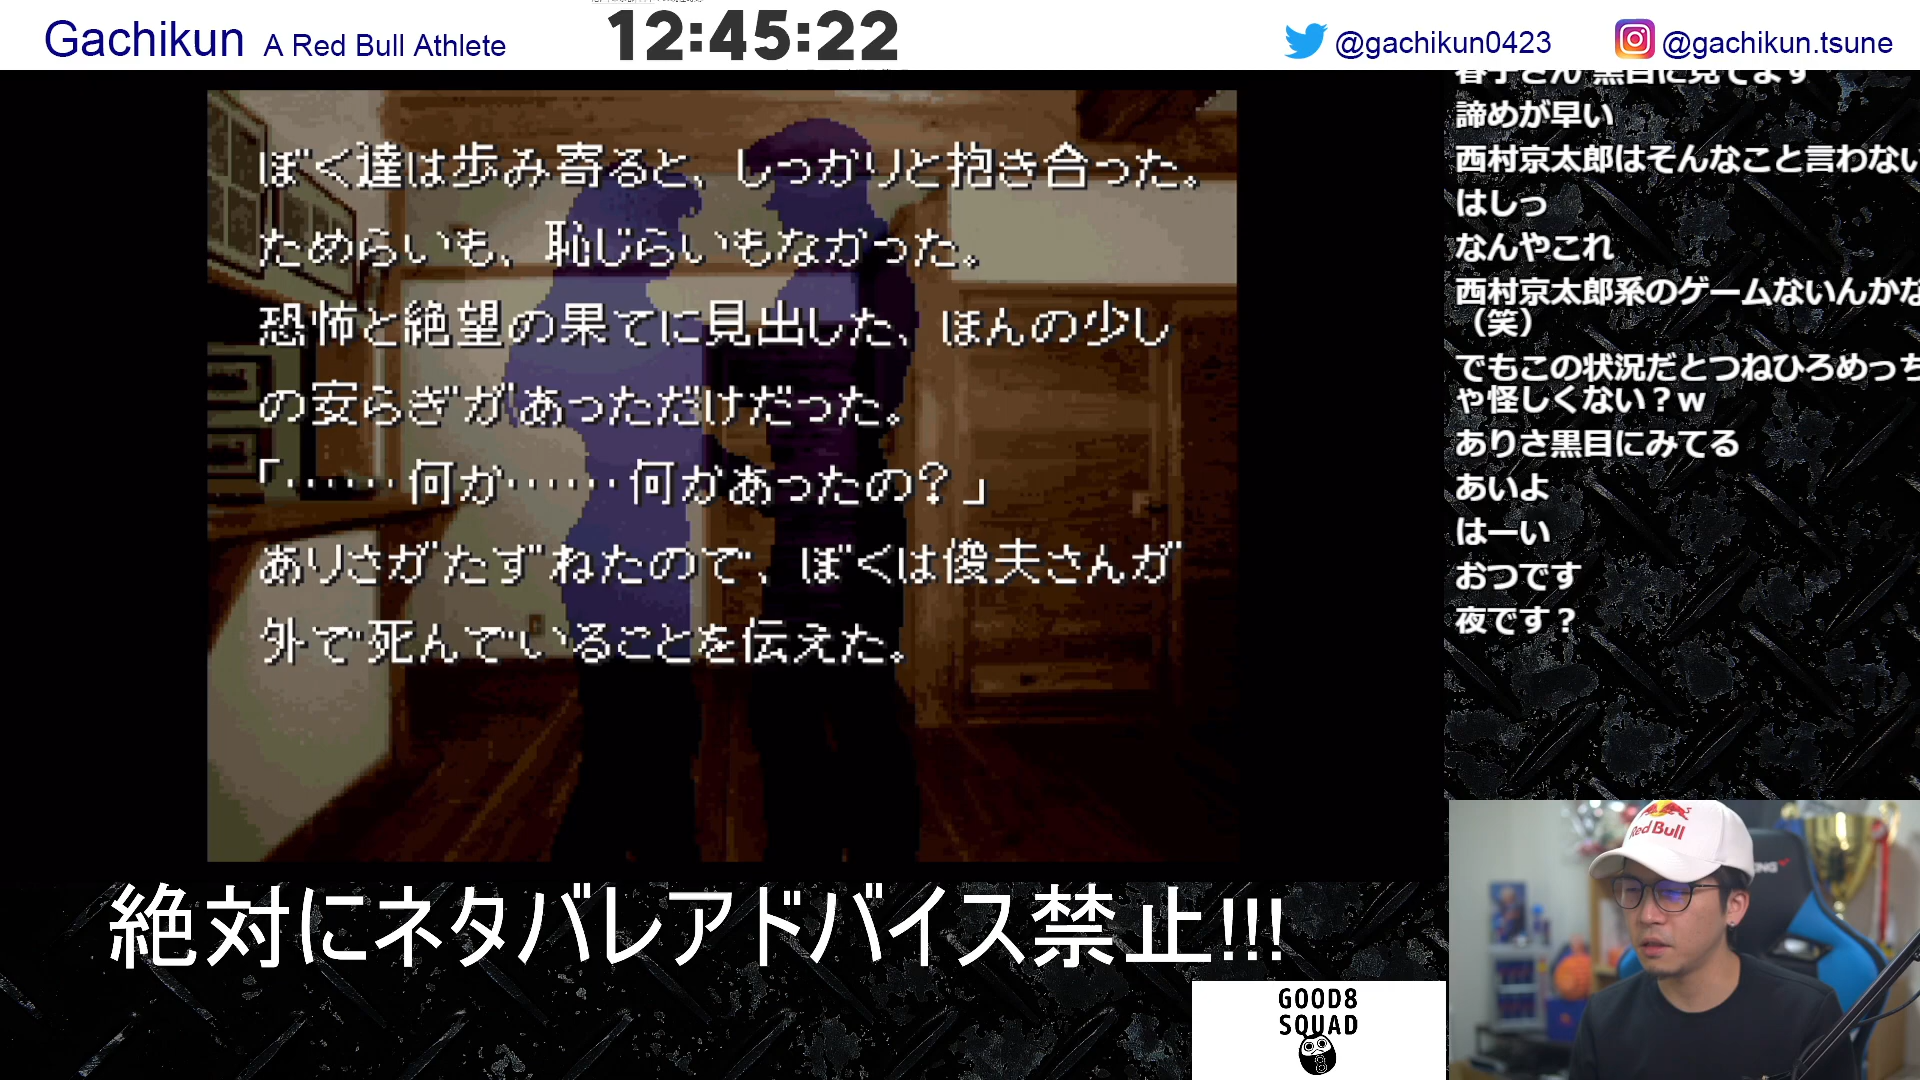 Gachikun A Red Bull Athlete
12:45:22
@gachikun0423
@gachikun.tsune
ぼく達は歩み寄ると、しっかりと抱き合った。
ためらいも、恥じらいもなかった。
恐怖と絶望の果てに見出した、ほんの少し
の安らぎがあっただけだった。
「……何か……何かあったの?」
ありさがたずねたので、ぼくは俊夫さんが
外で死んでいることを伝えた。
春子さん 黒目に見てます
諦めが早い
西村京太郎はそんなこと言わない
はしっ
なんやこれ
西村京太郎系のゲームないんかな
（笑）
でもこの状況だとつねひろめっち
ゃ怪しくない？w
ありさ黒目にみてる
あいよ
はーい
おつです
夜です？
絶対にネタバレアドバイス禁止!!!
GOOD8
SQUAD
Red Bull